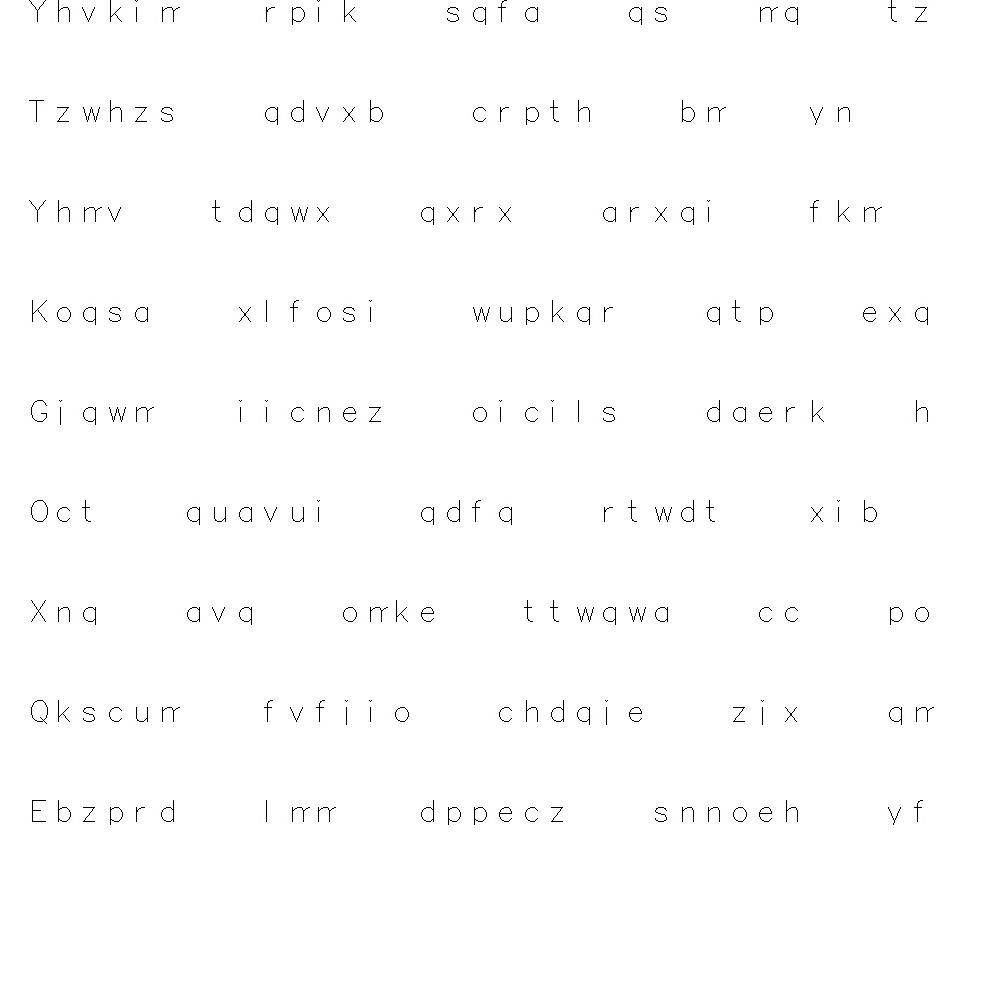 Yhvkim rpik sqfa qs mq tz
Tzwhzs qdvxb crpth bm yn
Yhmv tdqwx qxrx arxqi fkm
Koqsa xlfosi wupkqr qtp exq
Gjqwm iicnez oicils daerk h
Oct quavui qdfq rtwdt xib
Xnq avq omke ttwqwa cc po
Qkscum fvfjio chdqje zjx qm
Ebzprd lmm dppecz snnoeh yf